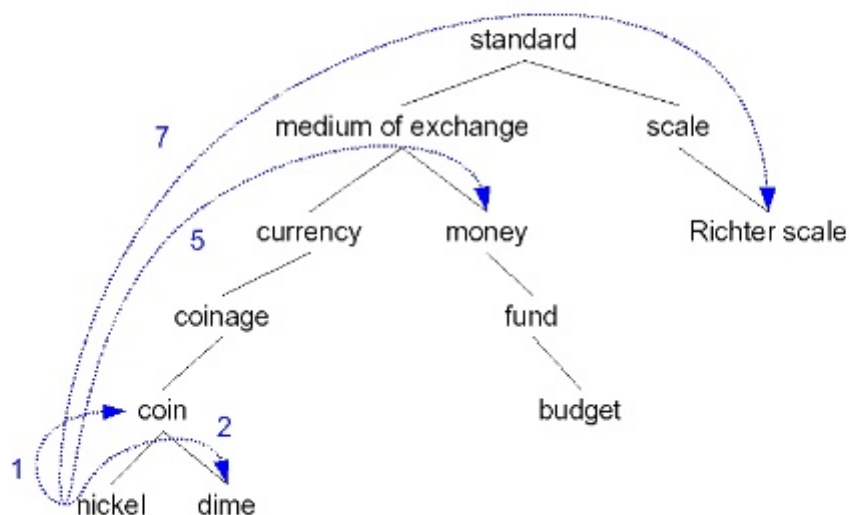 standard
7
medium of exchange
scale
5
currency
money
Richter scale
coinage
fund
coin
2
budget
1
nickel
dime